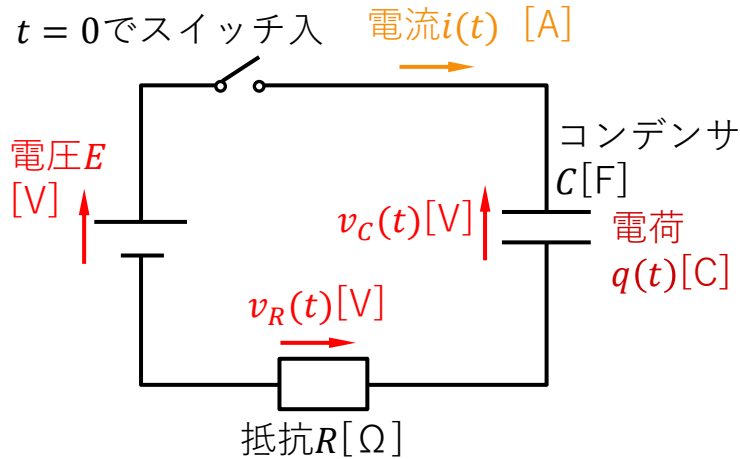 t = 0でスイッチ入
電流i(t) [A]
電圧E
[V]
コンデンサ
C[F]
v_C(t)[V]
電荷
q(t)[C]
v_R(t)[V]
抵抗R[Ω]